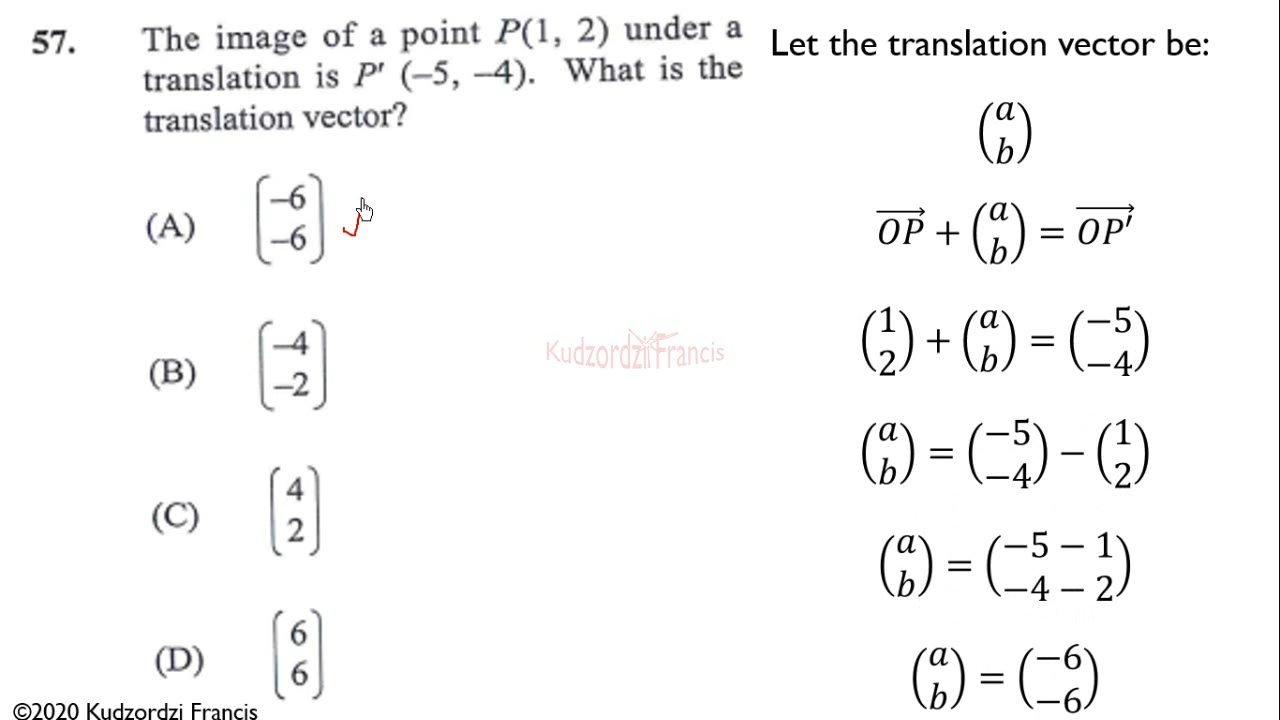 57. The image of a point P(1, 2) under a
translation is P′ (–5, –4). What is the
translation vector?
(A) [–6
–6]
(B) [–4
–2]
(C) [4
2]
(D) [6
6]
©2020 Kudzordzi Francis
Kudzordzi Francis
Let the translation vector be:
(a
b)
OP + (a
b) = OP′
(1
2) + (a
b) = (−5
−4)
(a
b) = (−5
−4) − (1
2)
(a
b) = (−5 − 1
−4 − 2)
(a
b) = (−6
−6)